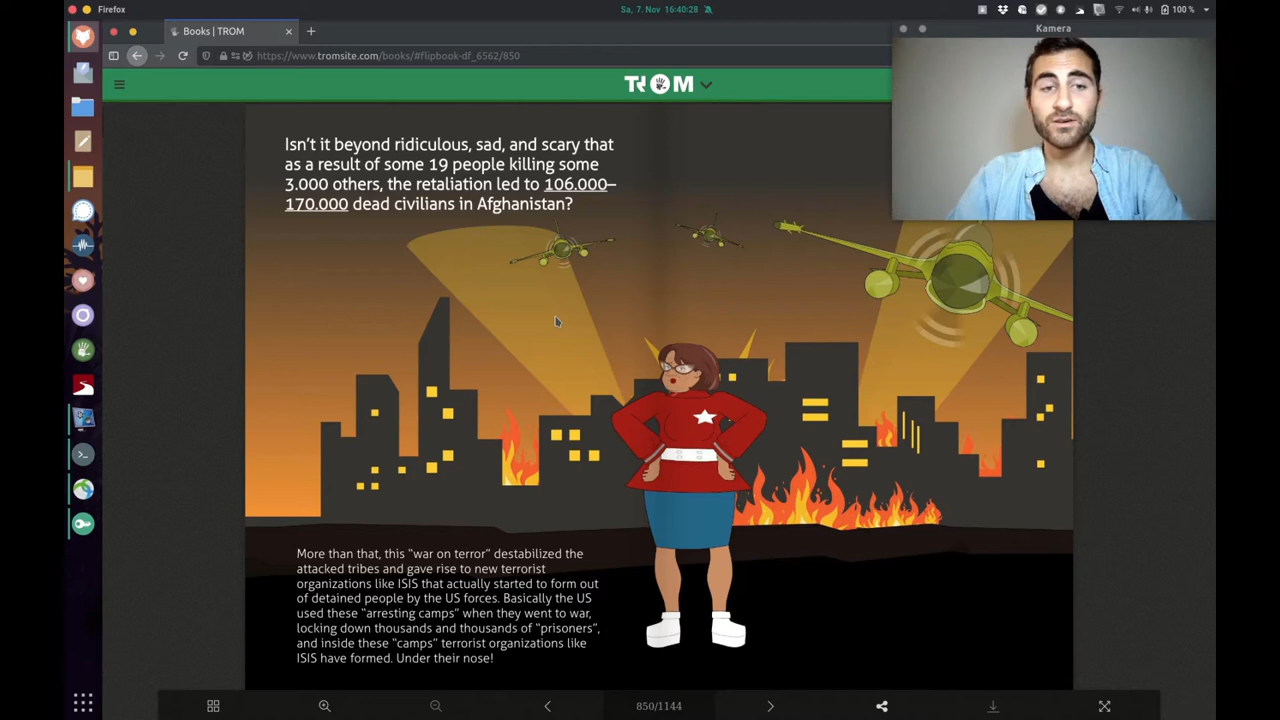 Firefox
Sa, 7. Nov 16:40:28
100 %
Books | TROM
Kamera
https://www.tromsite.com/books/#flipbook-df_6562/850
TROM
Isn't it beyond ridiculous, sad, and scary that
as a result of some 19 people killing some
3.000 others, the retaliation led to 106.000–
170.000 dead civilians in Afghanistan?
More than that, this “war on terror” destabilized the
attacked tribes and gave rise to new terrorist
organizations like ISIS that actually started to form out
of detained people by the US forces. Basically the US
used these “arresting camps” when they went to war,
locking down thousands and thousands of “prisoners”,
and inside these “camps” terrorist organizations like
ISIS have formed. Under their nose!
850/1144